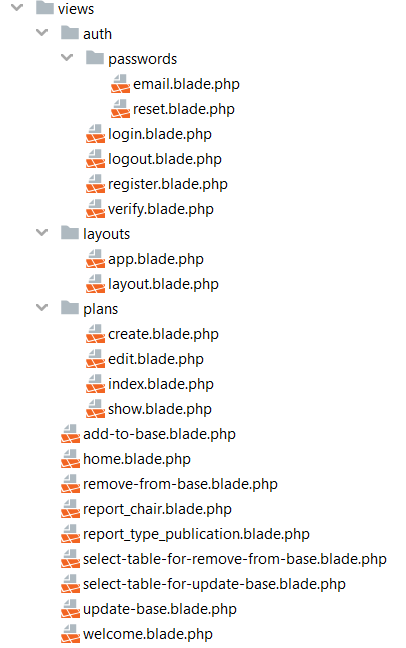 views
auth
passwords
email.blade.php
reset.blade.php
login.blade.php
logout.blade.php
register.blade.php
verify.blade.php
layouts
app.blade.php
layout.blade.php
plans
create.blade.php
edit.blade.php
index.blade.php
show.blade.php
add-to-base.blade.php
home.blade.php
remove-from-base.blade.php
report_chair.blade.php
report_type_publication.blade.php
select-table-for-remove-from-base.blade.php
select-table-for-update-base.blade.php
update-base.blade.php
welcome.blade.php